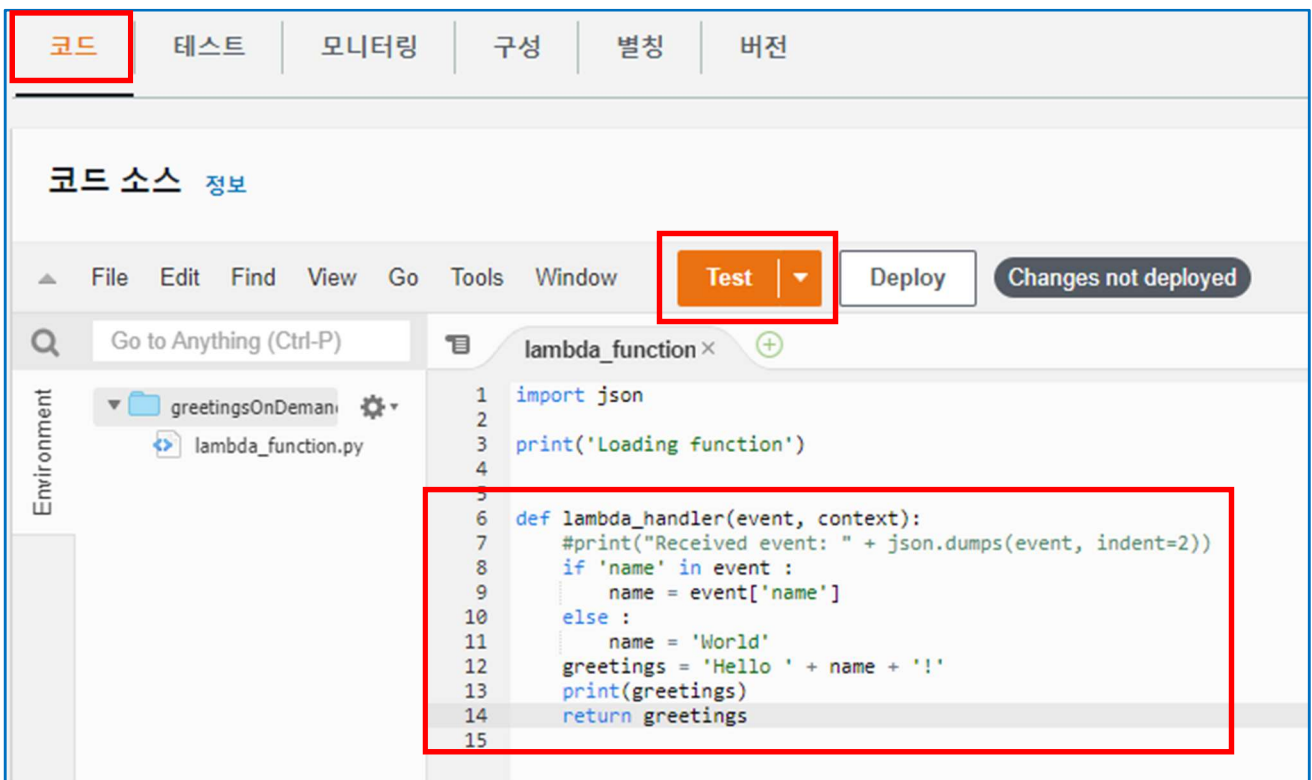 코드 테스트 모니터링 구성 별칭 버전
코드 소스 정보
File Edit Find View Go Tools Window Test Deploy Changes not deployed
Go to Anything (Ctrl-P) lambda_function ×
Environment
greetingsOnDeman
lambda_function.py
1 import json
2
3 print('Loading function')
4
5
6 def lambda_handler(event, context):
7     #print("Received event: " + json.dumps(event, indent=2))
8     if 'name' in event :
9         name = event['name']
10     else :
11         name = 'World'
12     greetings = 'Hello ' + name + '!'
13     print(greetings)
14     return greetings
15